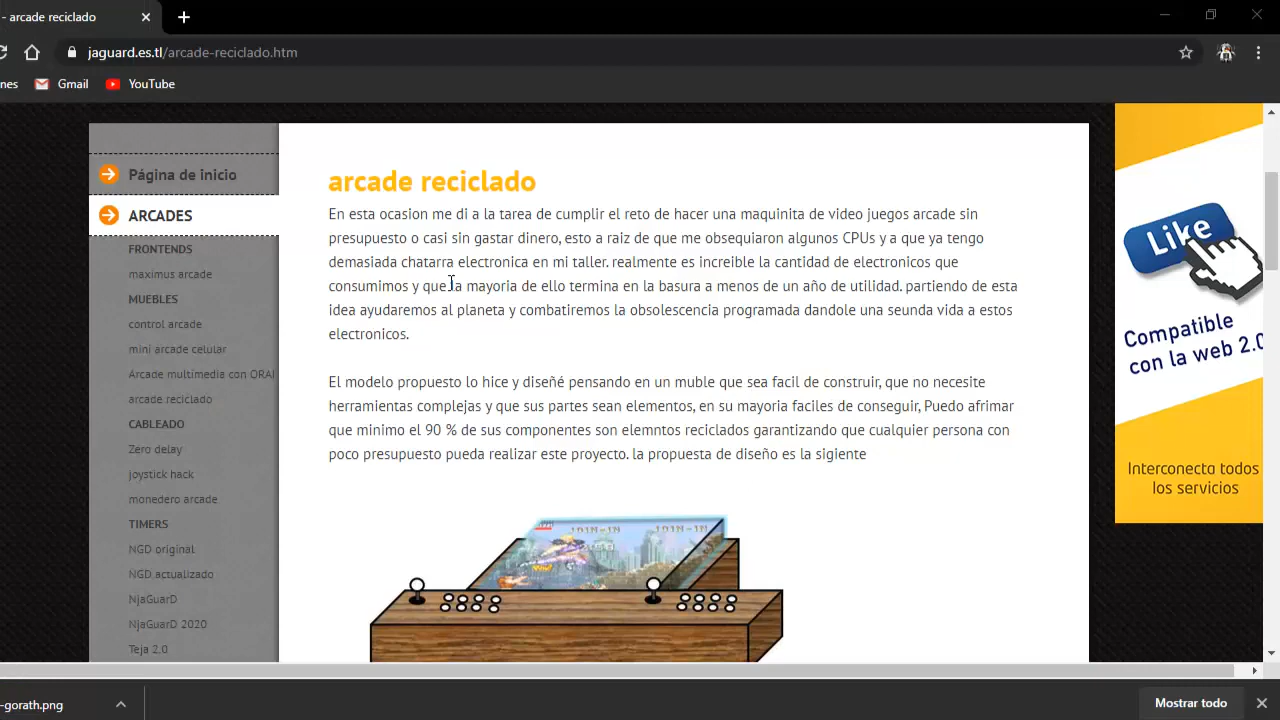 - arcade reciclado
jaguard.es.tl/arcade-reciclado.htm
nes
Gmail
YouTube
Página de inicio
ARCADES
FRONTENDS
maximus arcade
MUEBLES
control arcade
mini arcade celular
Arcade multimedia con ORAI
arcade reciclado
CABLEADO
Zero delay
joystick hack
monedero arcade
TIMERS
NGD original
NGD actualizado
NjaGuarD
NjaGuarD 2020
Teja 2.0
arcade reciclado
En esta ocasion me di a la tarea de cumplir el reto de hacer una maquinita de video juegos arcade sin
presupuesto o casi sin gastar dinero, esto a raiz de que me obsequiaron algunos CPUs y a que ya tengo
demasiada chatarra electronica en mi taller. realmente es increible la cantidad de electronicos que
consumimos y que la mayoria de ello termina en la basura a menos de un año de utilidad. partiendo de esta
idea ayudaremos al planeta y combatiremos la obsolescencia programada dandole una seunda vida a estos
electronicos.
El modelo propuesto lo hice y diseñé pensando en un muble que sea facil de construir, que no necesite
herramientas complejas y que sus partes sean elementos, en su mayoria faciles de conseguir, Puedo afrimar
que minimo el 90 % de sus componentes son elemntos reciclados garantizando que cualquier persona con
poco presupuesto pueda realizar este proyecto. la propuesta de diseño es la sigiente
Like
Compatible
con la web 2.0
Interconecta todos
los servicios
-gorath.png
Mostrar todo